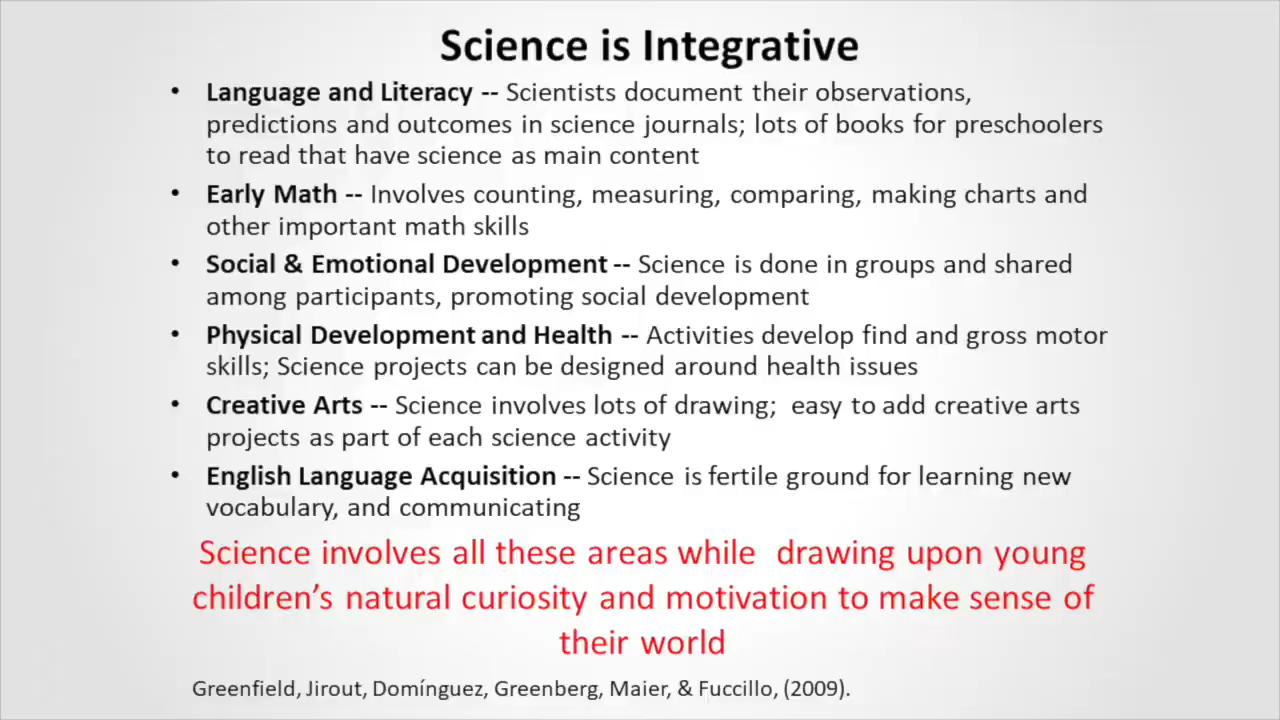 Science is Integrative
• Language and Literacy -- Scientists document their observations,
predictions and outcomes in science journals; lots of books for preschoolers
to read that have science as main content
• Early Math -- Involves counting, measuring, comparing, making charts and
other important math skills
• Social & Emotional Development -- Science is done in groups and shared
among participants, promoting social development
• Physical Development and Health -- Activities develop find and gross motor
skills; Science projects can be designed around health issues
• Creative Arts -- Science involves lots of drawing;  easy to add creative arts
projects as part of each science activity
• English Language Acquisition -- Science is fertile ground for learning new
vocabulary, and communicating
Science involves all these areas while  drawing upon young
children’s natural curiosity and motivation to make sense of
their world
Greenfield, Jirout, Domínguez, Greenberg, Maier, & Fuccillo, (2009).